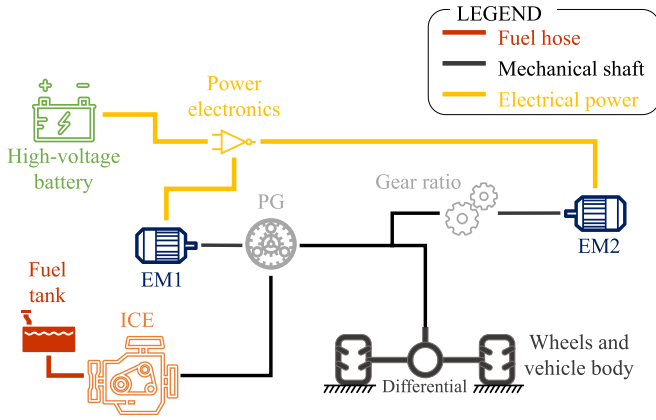 LEGEND
Fuel hose
Mechanical shaft
Electrical power
Power
electronics
High-voltage
battery
PG
Gear ratio
EM1
EM2
Fuel
tank
ICE
Wheels and
vehicle body
Differential